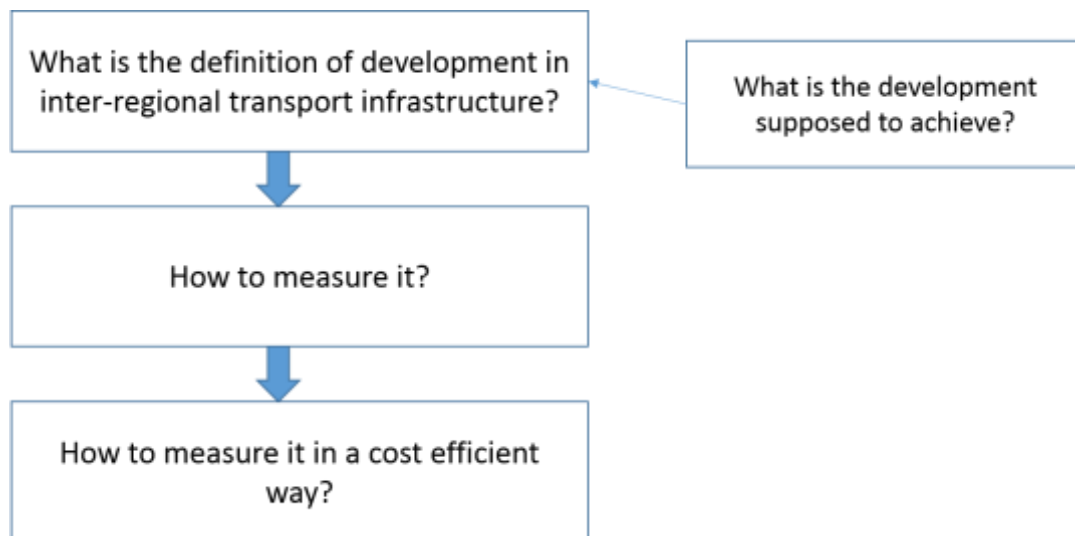 What is the definition of development in
inter-regional transport infrastructure?
What is the development
supposed to achieve?
How to measure it?
How to measure it in a cost efficient
way?